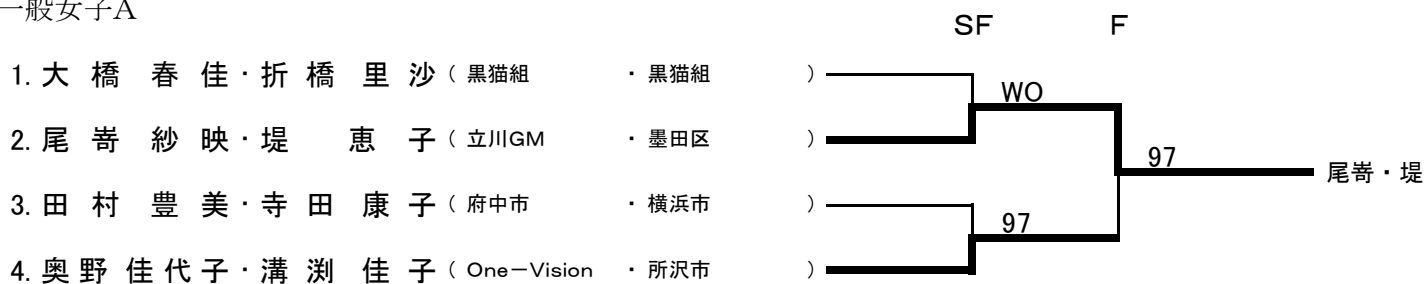 一般女子A
SF F
1. 大橋 春佳・折橋 里沙 ( 黒猫組 ・ 黒猫組 )
WO
2. 尾嵜 紗映・堤 恵子 ( 立川GM ・ 墨田区 )
97
尾嵜・堤
3. 田村 豊美・寺田 康子 ( 府中市 ・ 横浜市 )
97
4. 奥野 佳代子・溝渕 佳子 ( One－Vision ・ 所沢市 )